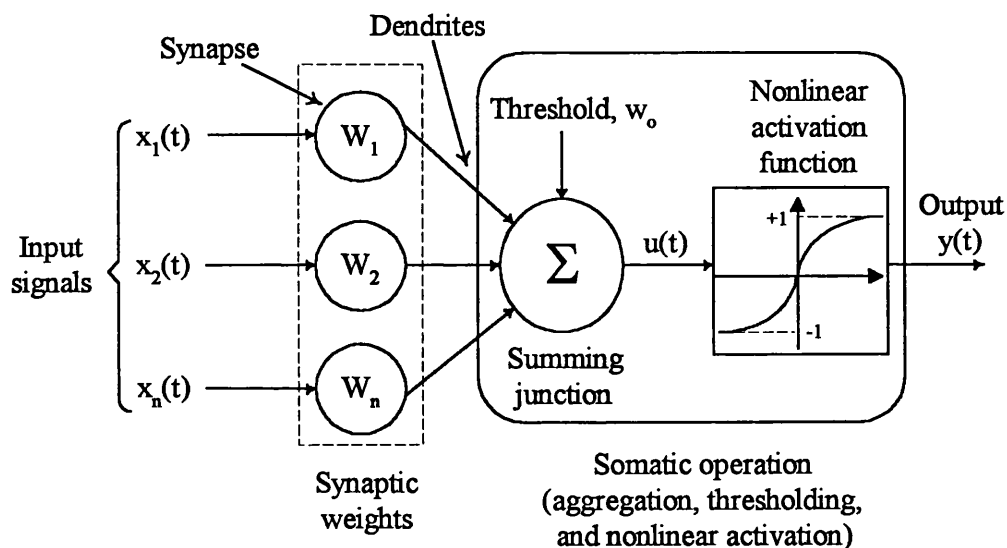 Dendrites
Synapse
Threshold, w₀
Nonlinear
activation
function
Input
signals
x₁(t)
x₂(t)
xₙ(t)
W₁
W₂
Wₙ
Σ
u(t)
+1
-1
Output
y(t)
Summing
junction
Synaptic
weights
Somatic operation
(aggregation, thresholding,
and nonlinear activation)